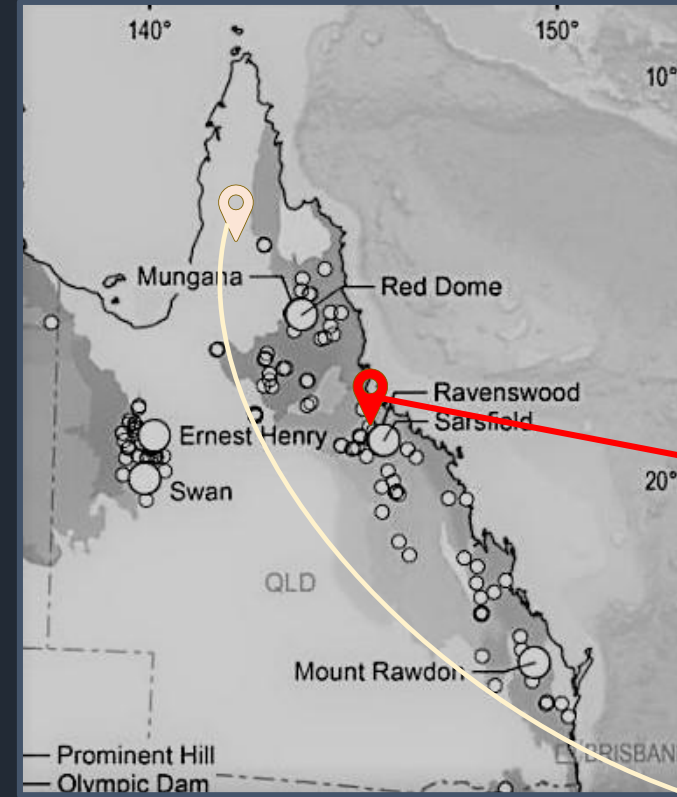 140°
150°
10°
Mungana
Red Dome
Ravenswood
Sarsfield
Ernest Henry
20°
Swan
QLD
Mount Rawdon
BRISBAN
Prominent Hill
Olympic Dam